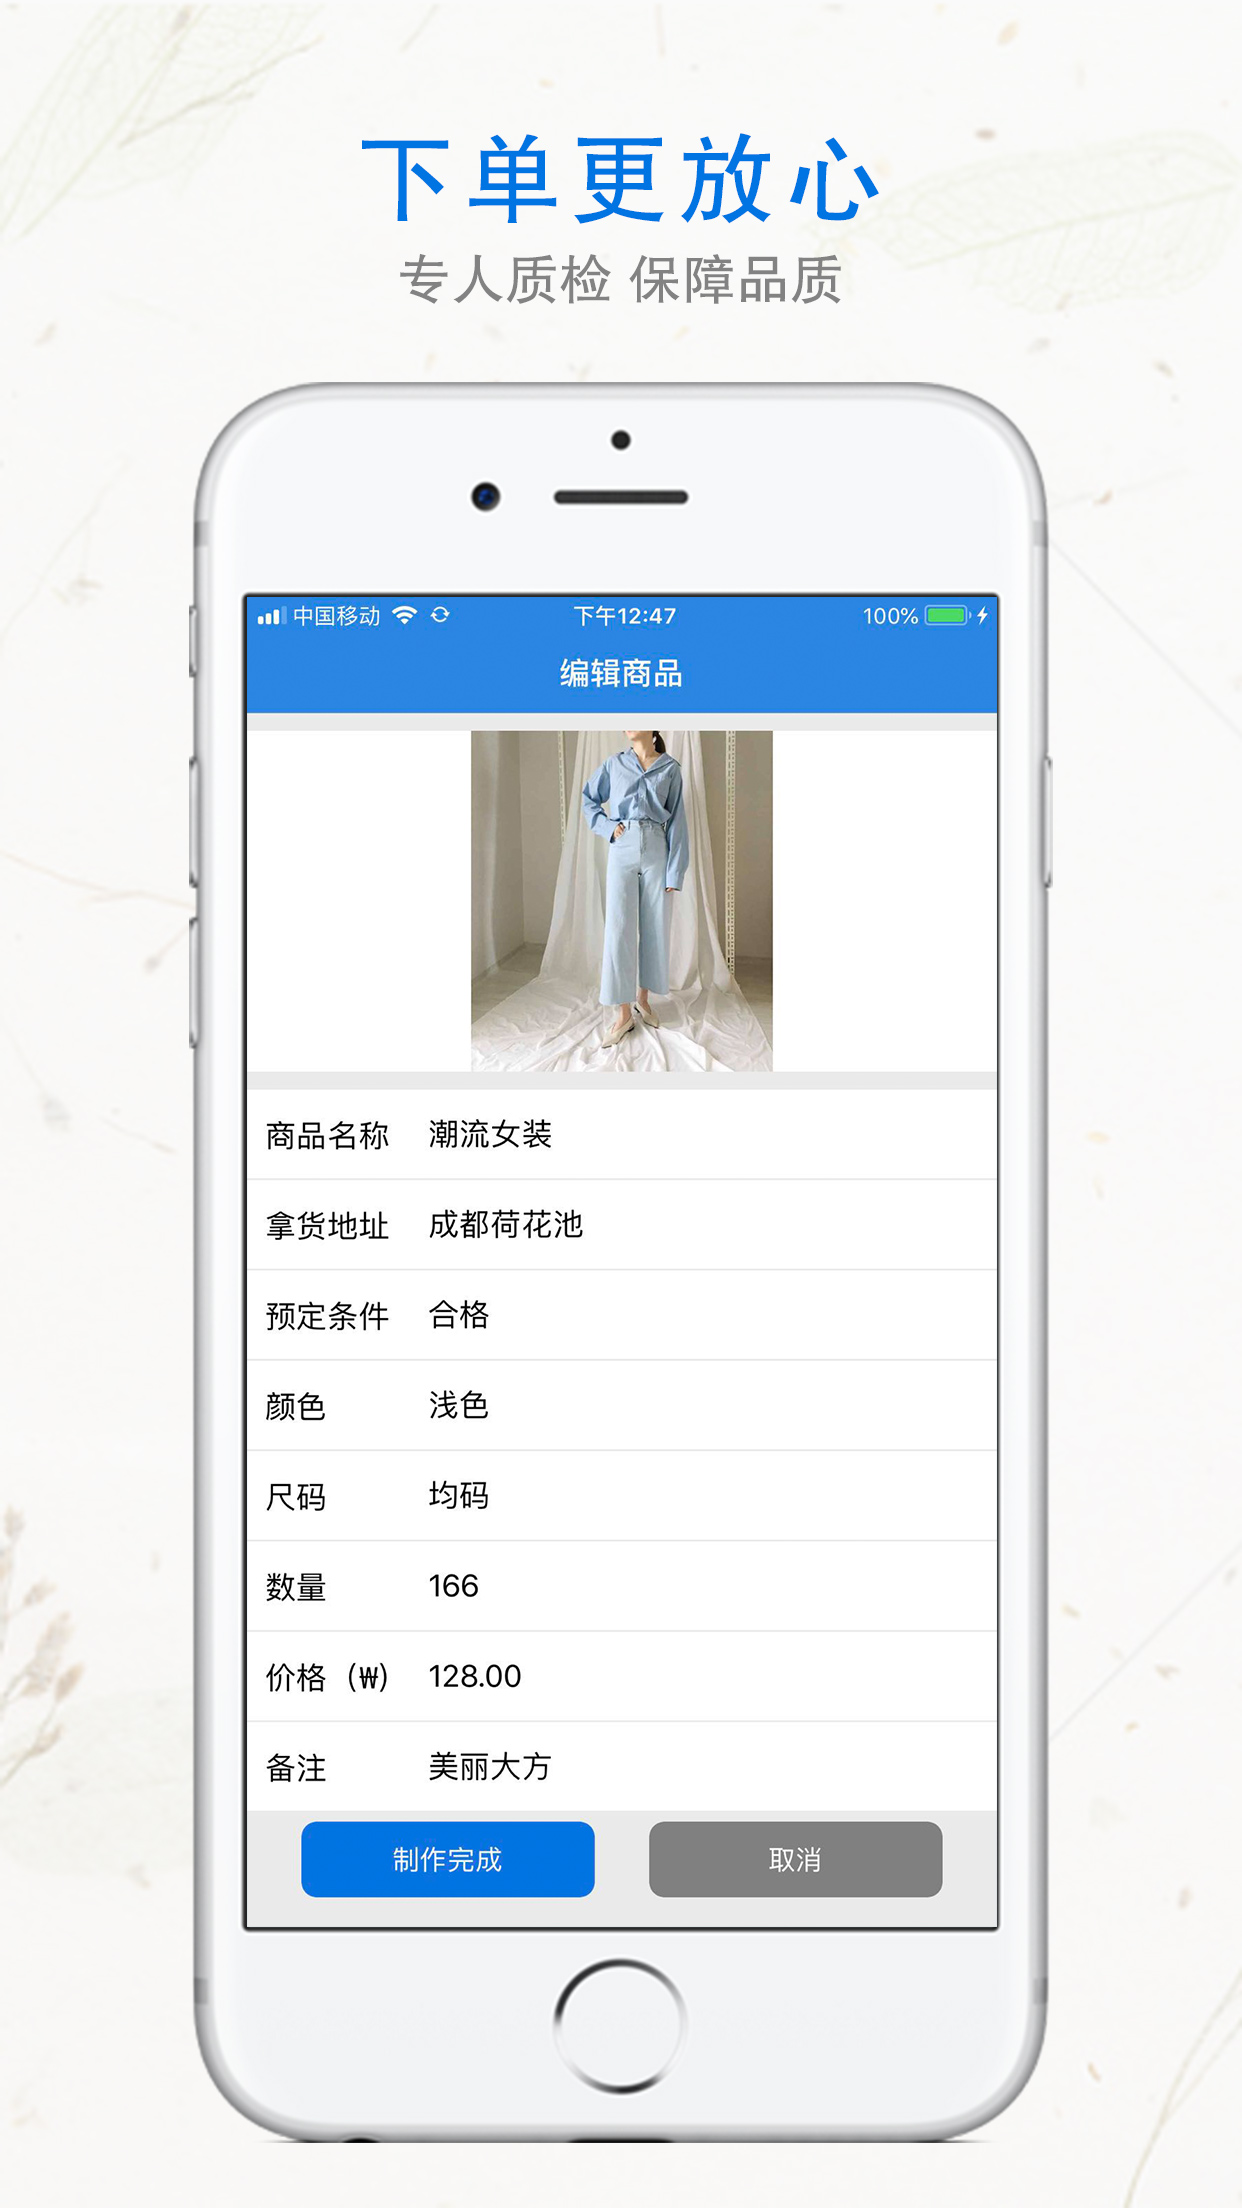 下单更放心
专人质检 保障品质
中国移动 下午12:47 100%
编辑商品
商品名称 潮流女装
拿货地址 成都荷花池
预定条件 合格
颜色 浅色
尺码 均码
数量 166
价格（₩） 128.00
备注 美丽大方
制作完成 取消